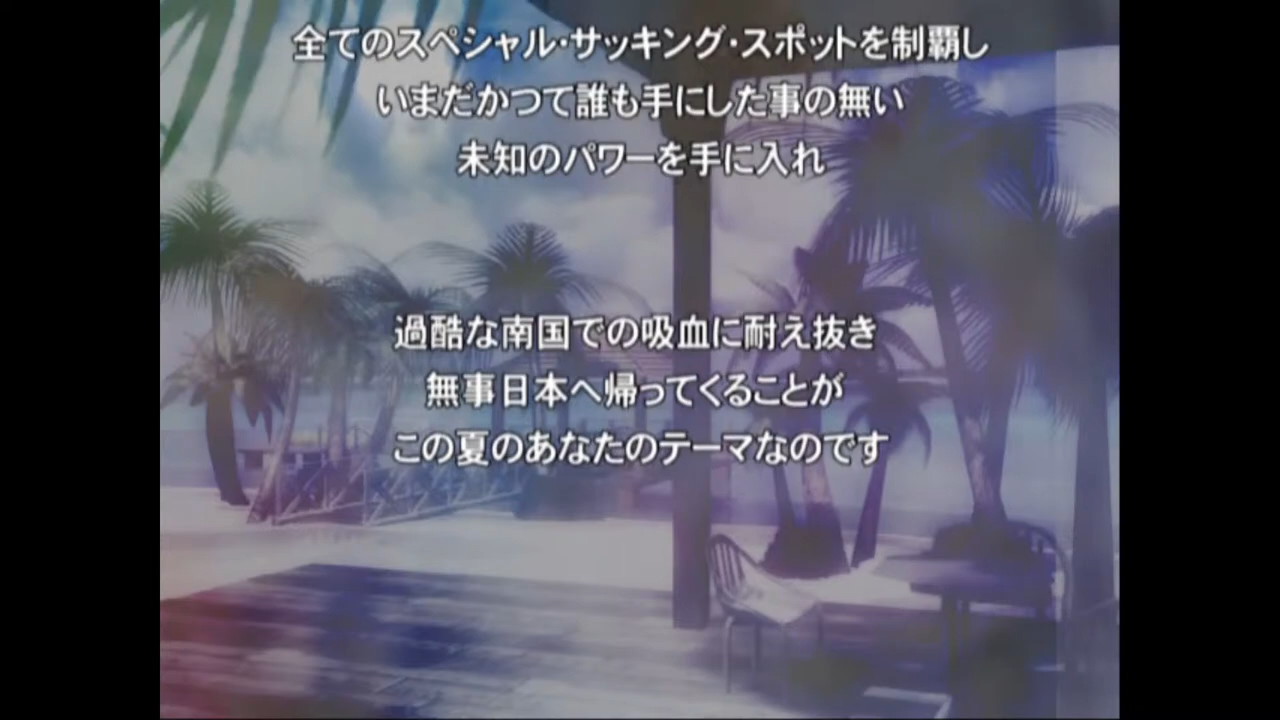 全てのスペシャル・サッキング・スポットを制覇し
いまだかつて誰も手にした事の無い
未知のパワーを手に入れ
過酷な南国での吸血に耐え抜き
無事日本へ帰ってくることが
この夏のあなたのテーマなのです